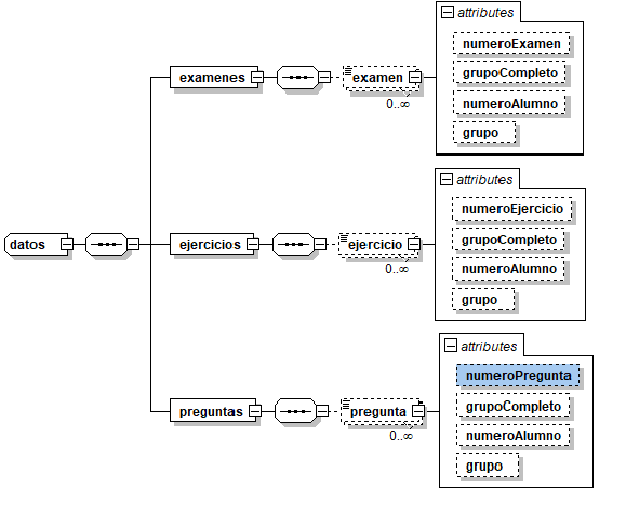 attributes
numeroExamen
grupoCompleto
numeroAlumno
grupo
examenes
examen
0..∞
attributes
numeroEjercicio
grupoCompleto
numeroAlumno
grupo
datos
ejercicios
ejercicio
0..∞
attributes
numeroPregunta
grupoCompleto
numeroAlumno
grupo
preguntas
pregunta
0..∞